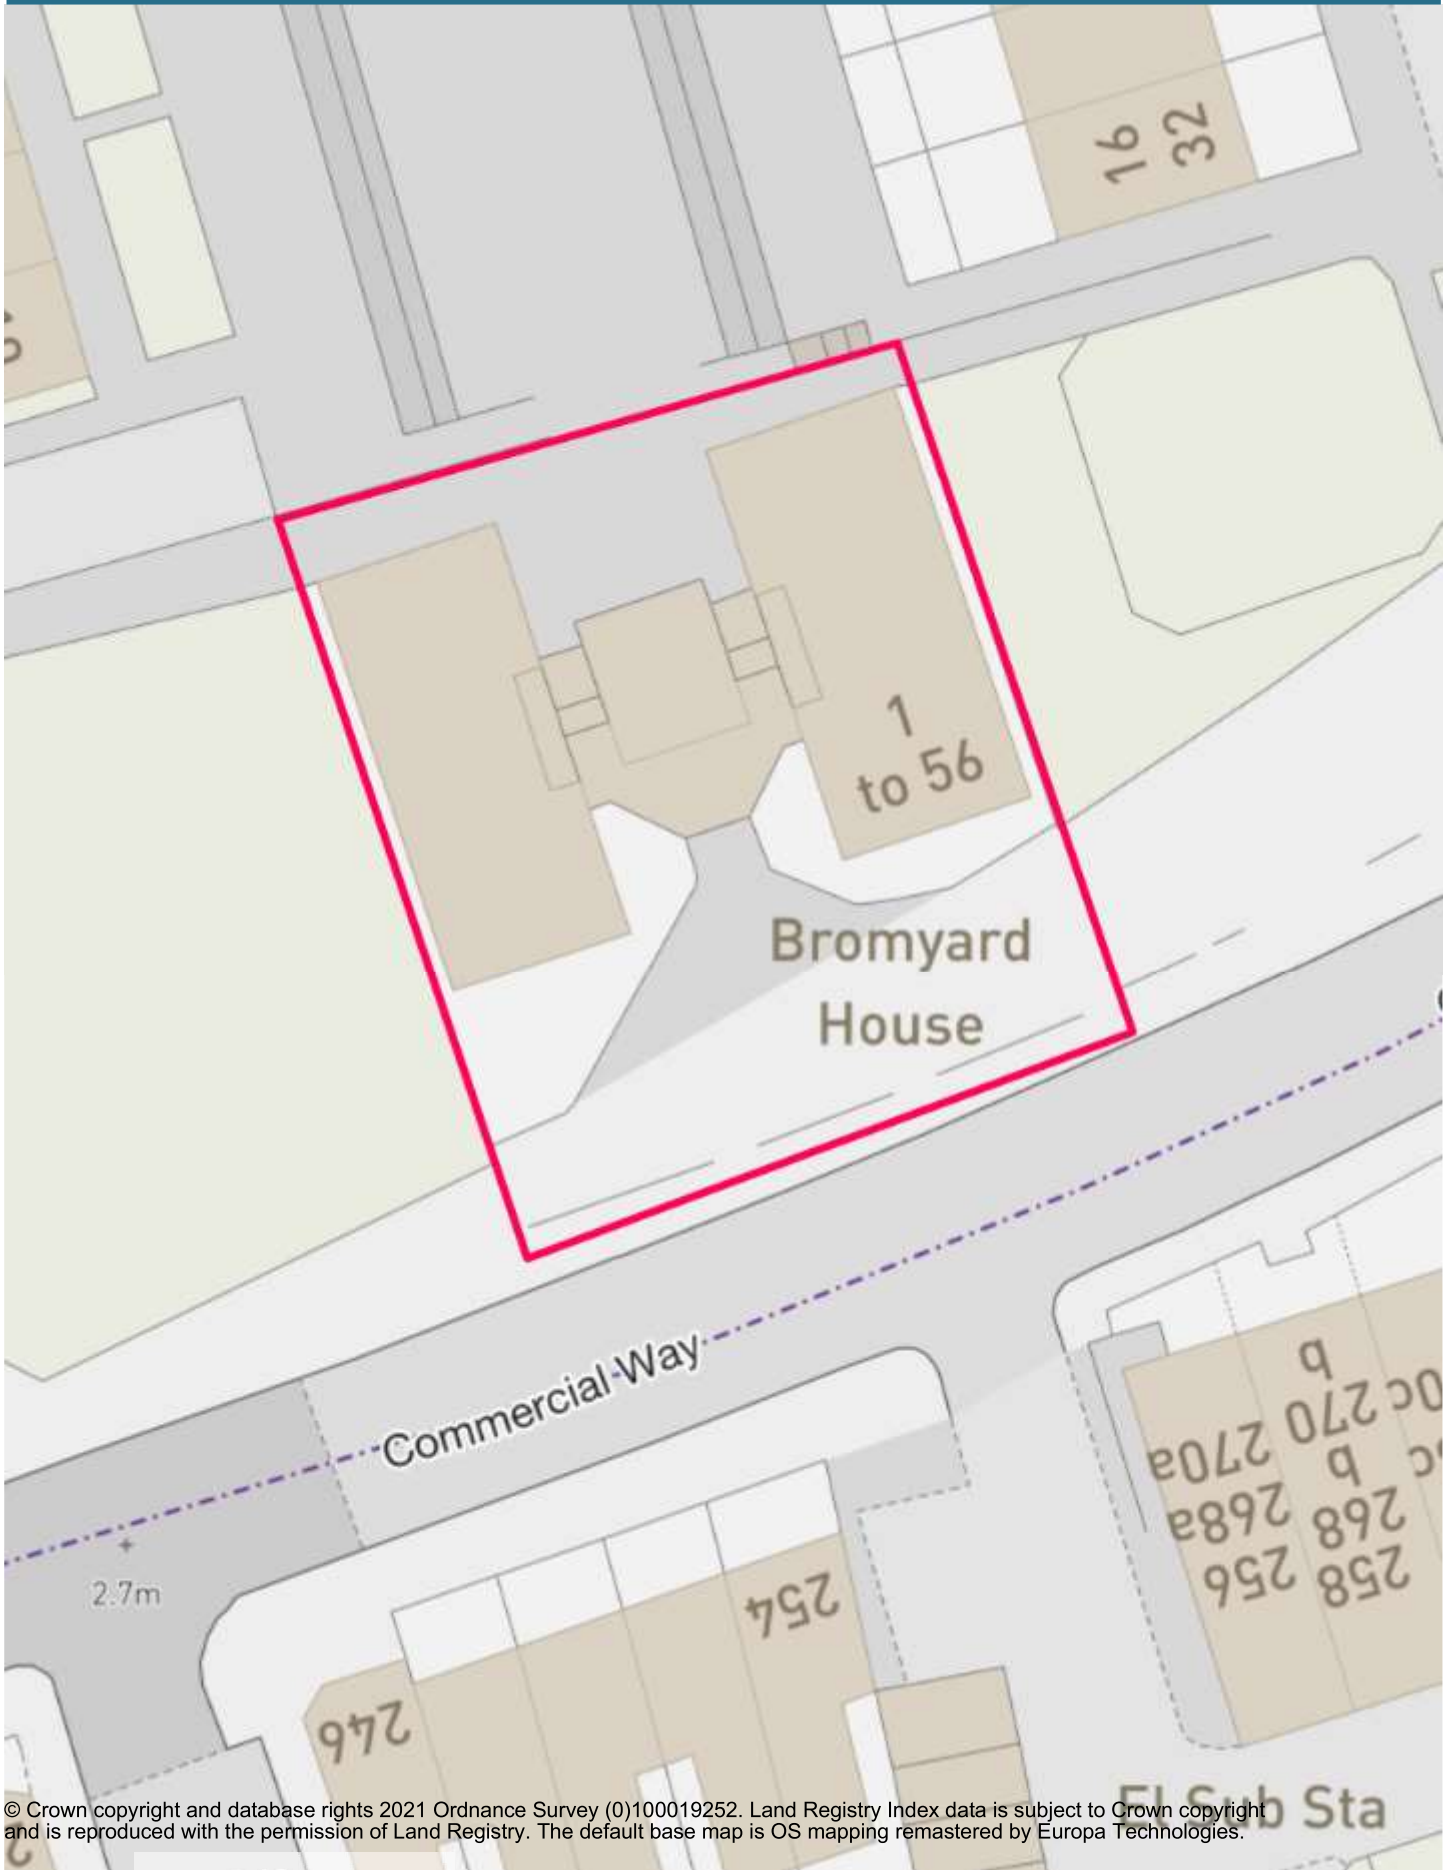 16
32
1
to 56
Bromyard
House
Commercial Way
2.7m
254
246
b
270
270a
0c
b
268
268a
258
256
El Sub Sta
© Crown copyright and database rights 2021 Ordnance Survey (0)100019252. Land Registry Index data is subject to Crown copyright
and is reproduced with the permission of Land Registry. The default base map is OS mapping remastered by Europa Technologies.